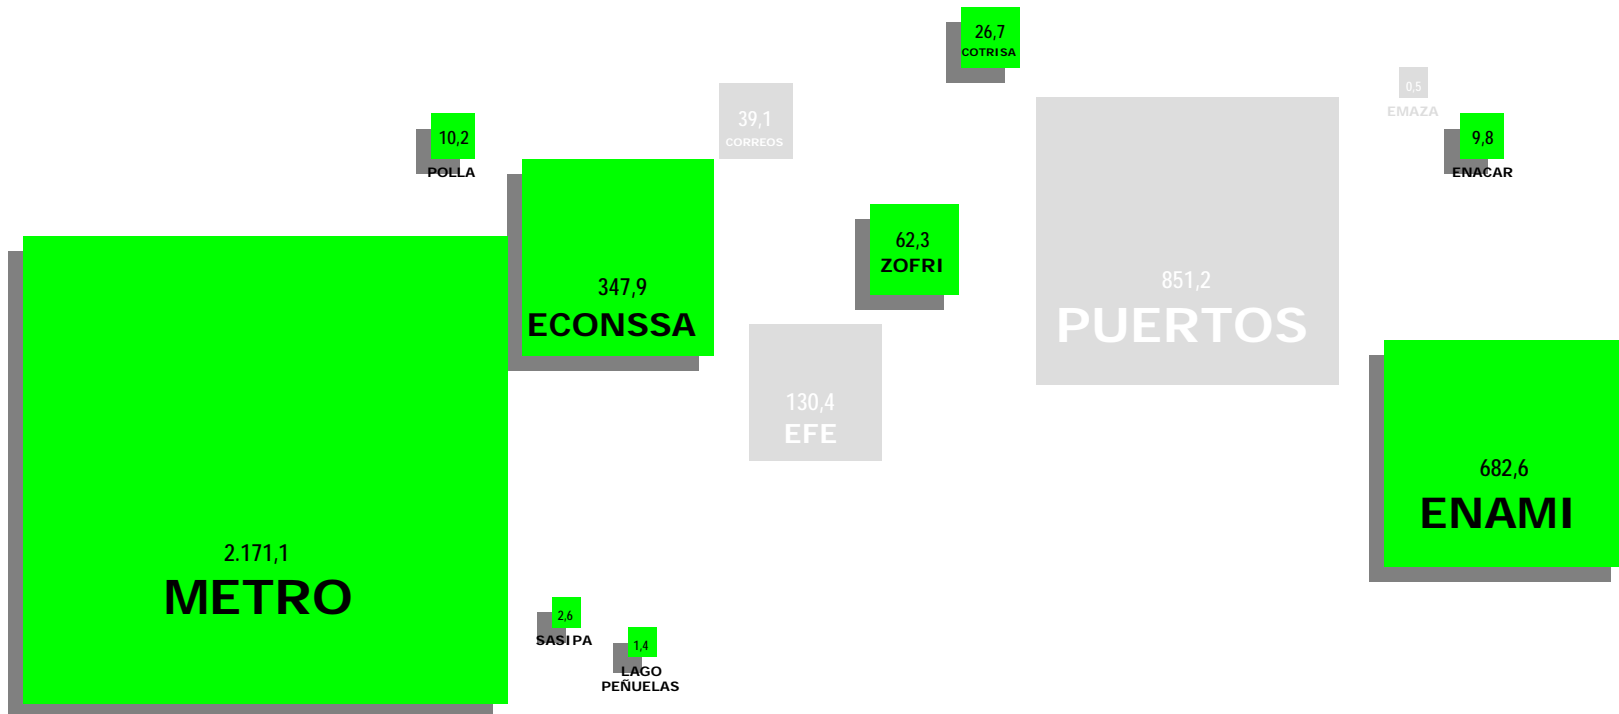 26,7
COTRISA
0,5
EMAZA
39,1
CORREOS
10,2
POLLA
9,8
ENACAR
62,3
ZOFRI
347,9
ECONSSA
851,2
PUERTOS
130,4
EFE
682,6
ENAMI
2.171,1
METRO
2,6
SASIPA
1,4
LAGO
PEÑUELAS